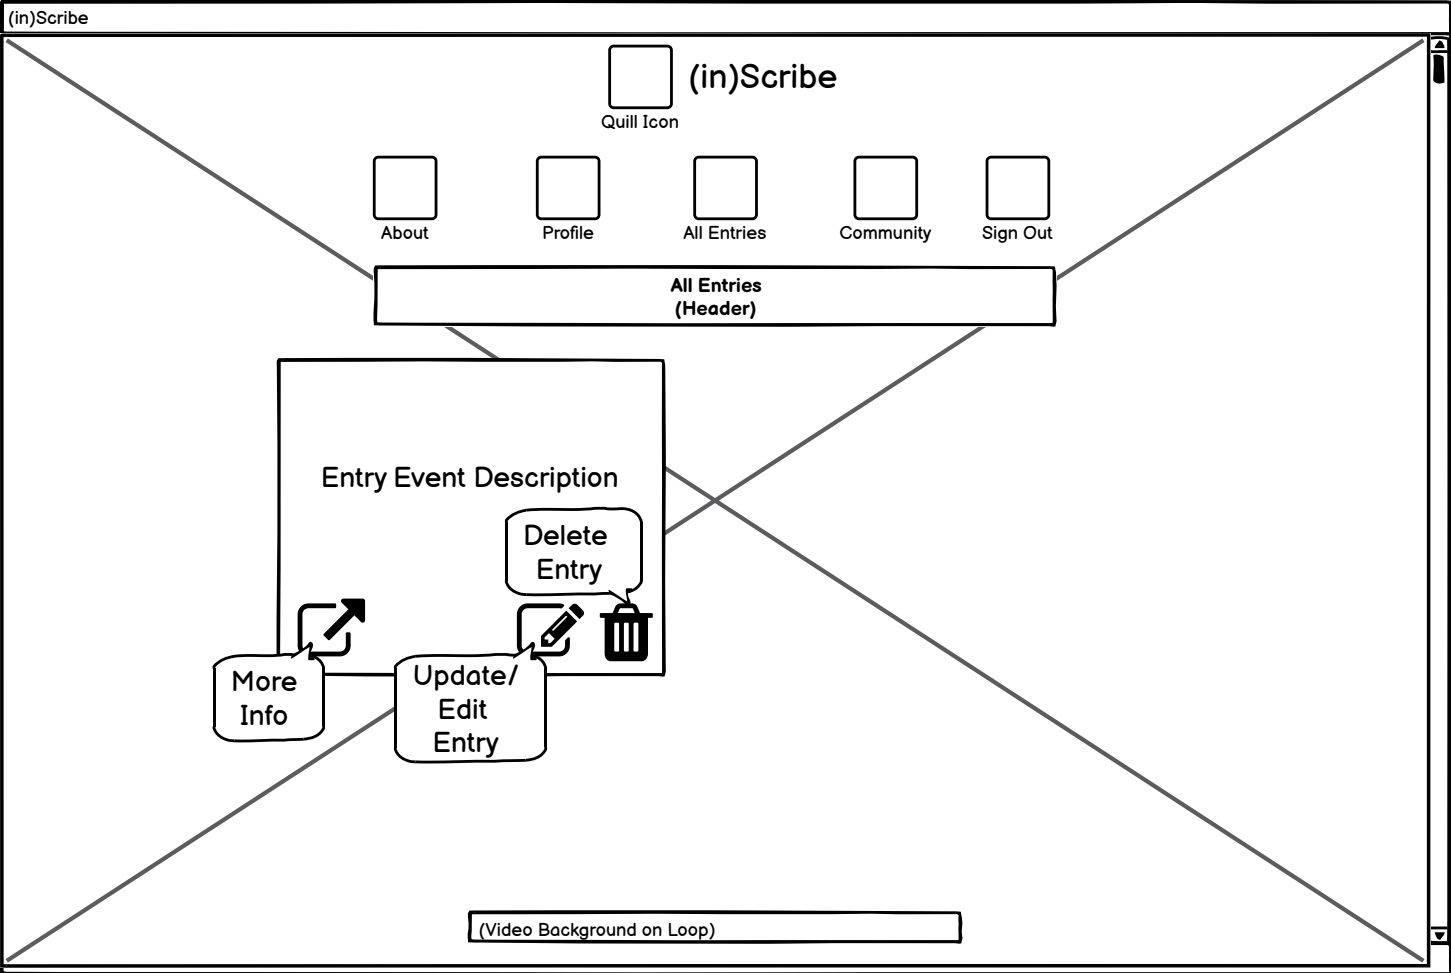 (in)Scribe
(in)Scribe
Quill Icon
About
Profile
All Entries
Community
Sign Out
All Entries
(Header)
Entry Event Description
Delete
Entry
More
Info
Update/
Edit
Entry
(Video Background on Loop)